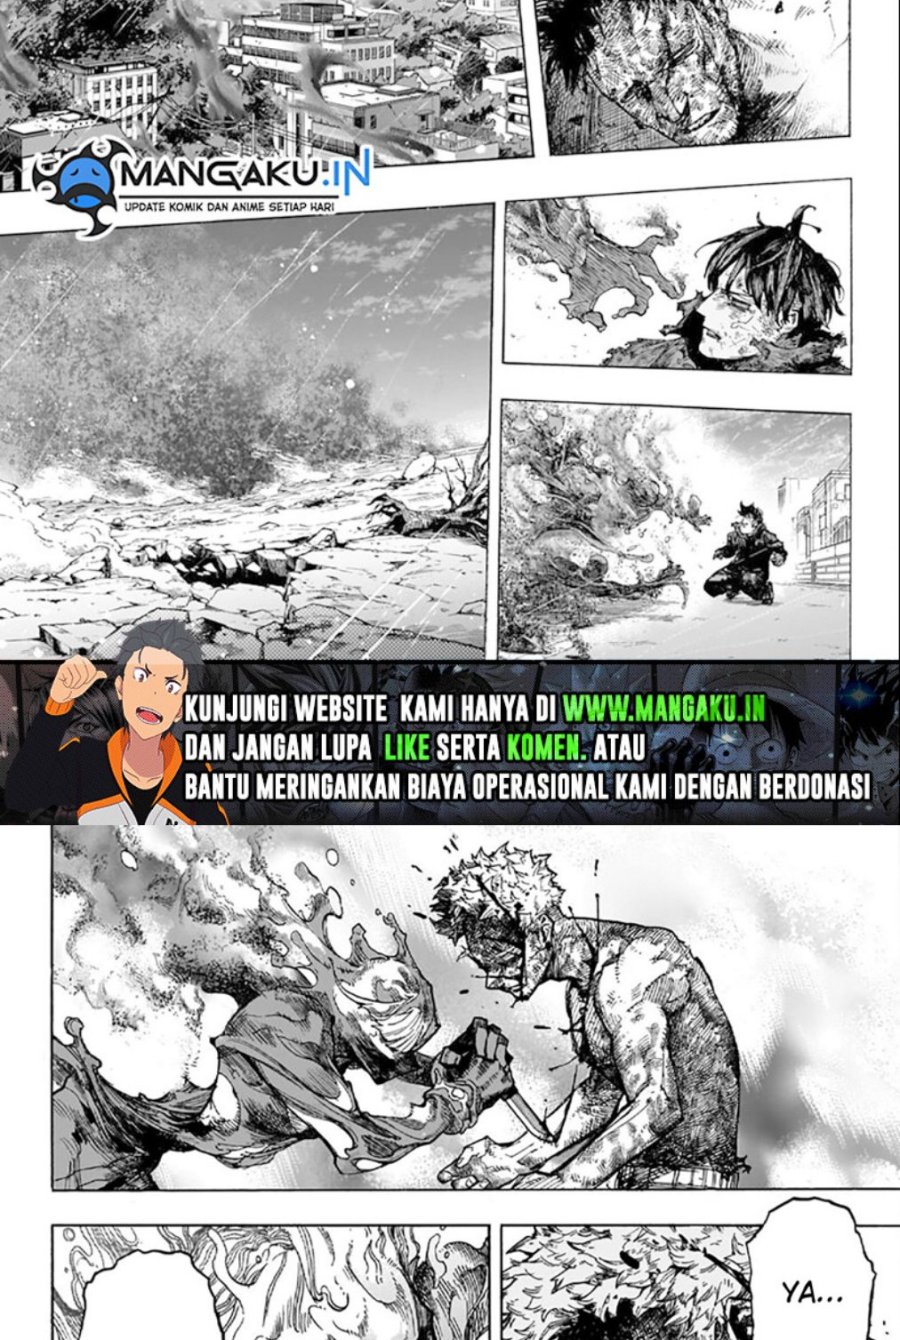 MANGAKU.IN
UPDATE KOMIK DAN ANIME SETIAP HARI
KUNJUNGI WEBSITE KAMI HANYA DI WWW.MANGAKU.IN
DAN JANGAN LUPA LIKE SERTA KOMEN. ATAU
BANTU MERINGANKAN BIAYA OPERASIONAL KAMI DENGAN BERDONASI
YA...